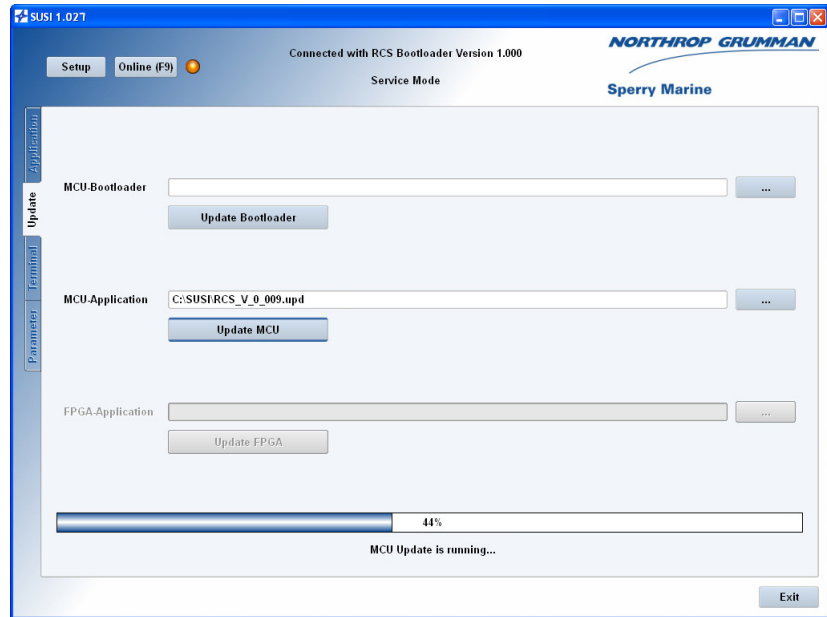 SUSI 1.027
Setup
Online (F9)
Connected with RCS Bootloader Version 1.000
Service Mode
NORTHROP GRUMMAN
Sperry Marine
Application
Update
Terminal
Parameter
MCU-Bootloader
...
Update Bootloader
MCU-Application
C:\SUSI\RCS_V_0_009.upd
...
Update MCU
FPGA-Application
...
Update FPGA
44%
MCU Update is running...
Exit